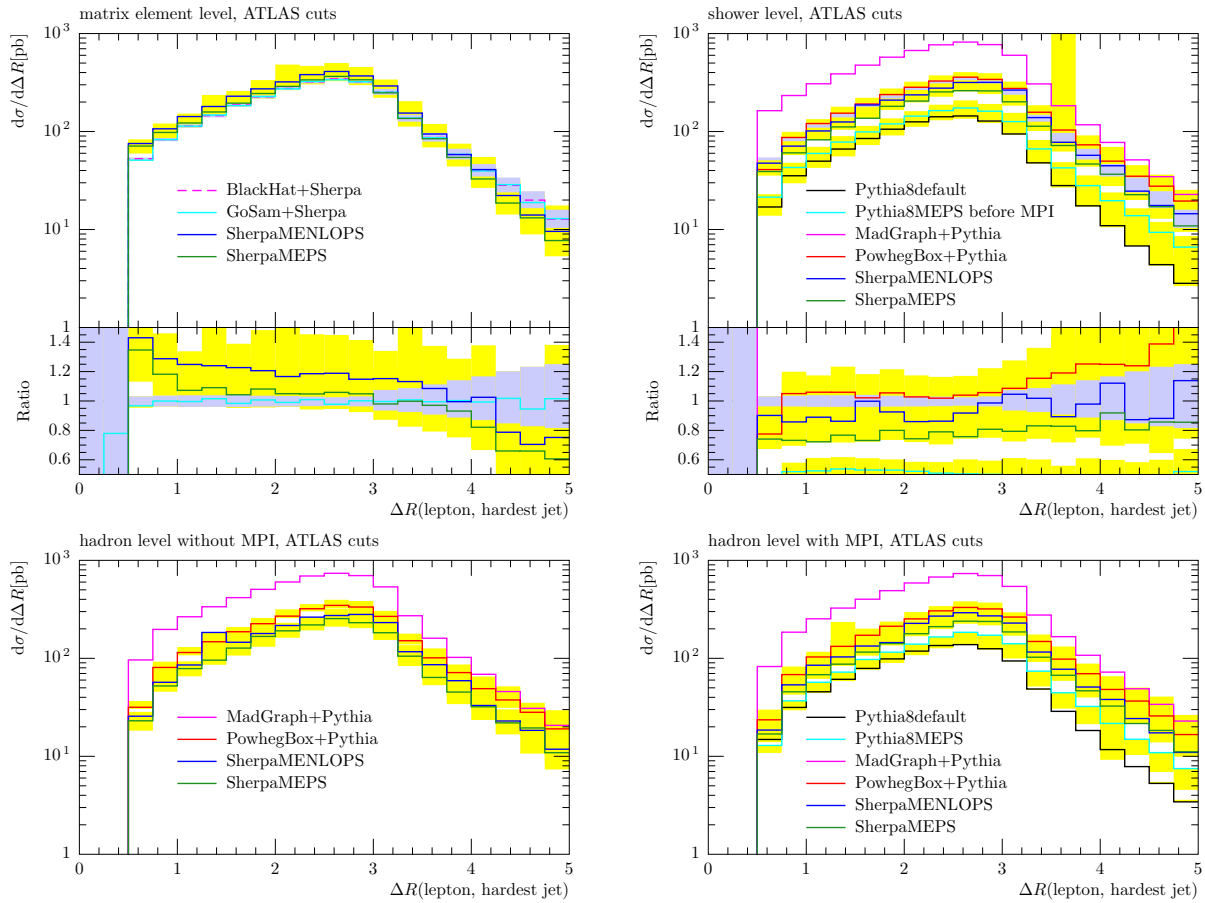 matrix element level, ATLAS cuts
dσ/dΔR[pb]
10³
10²
10¹
1
BlackHat+Sherpa
GoSam+Sherpa
SherpaMENLOPS
SherpaMEPS
Ratio
1.4
1.2
1
0.8
0.6
0 1 2 3 4 5
ΔR(lepton, hardest jet)
shower level, ATLAS cuts
dσ/dΔR[pb]
10³
10²
10¹
1
Pythia8default
Pythia8MEPS before MPI
MadGraph+Pythia
PowhegBox+Pythia
SherpaMENLOPS
SherpaMEPS
Ratio
1.4
1.2
1
0.8
0.6
0 1 2 3 4 5
ΔR(lepton, hardest jet)
hadron level without MPI, ATLAS cuts
dσ/dΔR[pb]
10³
10²
10¹
1
MadGraph+Pythia
PowhegBox+Pythia
SherpaMENLOPS
SherpaMEPS
0 1 2 3 4 5
ΔR(lepton, hardest jet)
hadron level with MPI, ATLAS cuts
dσ/dΔR[pb]
10³
10²
10¹
1
Pythia8default
Pythia8MEPS
MadGraph+Pythia
PowhegBox+Pythia
SherpaMENLOPS
SherpaMEPS
0 1 2 3 4 5
ΔR(lepton, hardest jet)